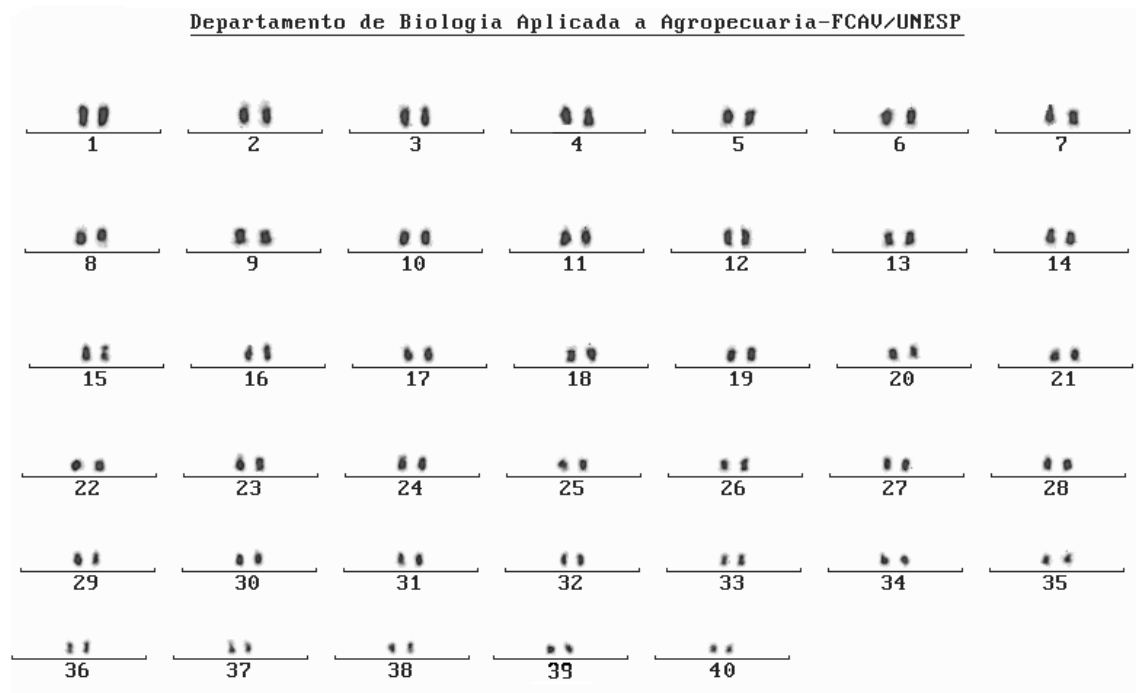 Departamento de Biologia Aplicada a Agropecuaria-FCAV/UNESP
1 2 3 4 5 6 7
8 9 10 11 12 13 14
15 16 17 18 19 20 21
22 23 24 25 26 27 28
29 30 31 32 33 34 35
36 37 38 39 40